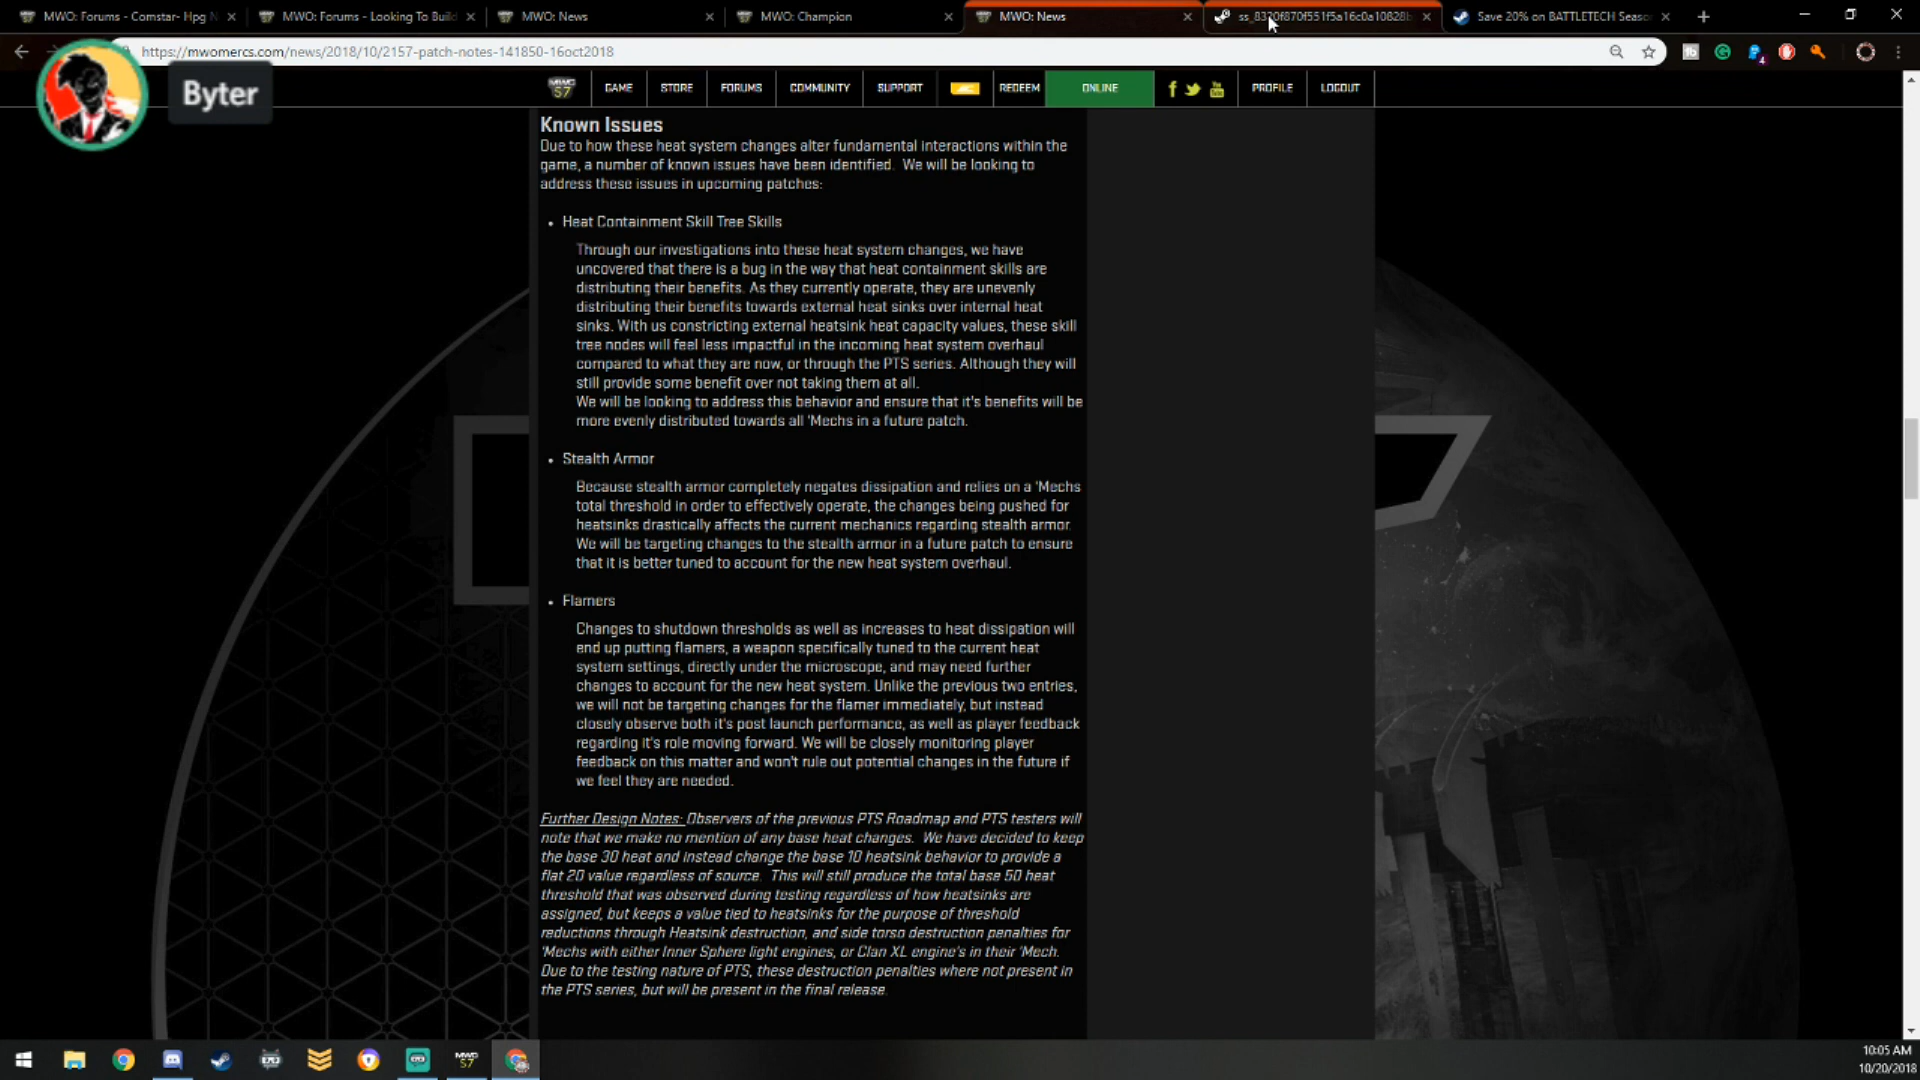 MWO: Forums - Comstar- Hpg N
MWO: Forums - Looking To Build
MWO: News
MWO: Champion
MWO: News
ss_8320f870f551f5a16c0a10828b
Save 20% on BATTLETECH Seaso
https://mwomercs.com/news/2018/10/2157-patch-notes-141850-16oct2018
4
Byter
MWO
S7
GAME
STORE
FORUMS
COMMUNITY
SUPPORT
REDEEM
ONLINE
PROFILE
LOGOUT
Known Issues
Due to how these heat system changes alter fundamental interactions within the
game, a number of known issues have been identified. We will be looking to
address these issues in upcoming patches:
• Heat Containment Skill Tree Skills
Through our investigations into these heat system changes, we have
uncovered that there is a bug in the way that heat containment skills are
distributing their benefits. As they currently operate, they are unevenly
distributing their benefits towards external heat sinks over internal heat
sinks. With us constricting external heatsink heat capacity values, these skill
tree nodes will feel less impactful in the incoming heat system overhaul
compared to what they are now, or through the PTS series. Although they will
still provide some benefit over not taking them at all.
We will be looking to address this behavior and ensure that it's benefits will be
more evenly distributed towards all 'Mechs in a future patch.
• Stealth Armor
Because stealth armor completely negates dissipation and relies on a 'Mechs
total threshold in order to effectively operate, the changes being pushed for
heatsinks drastically affects the current mechanics regarding stealth armor.
We will be targeting changes to the stealth armor in a future patch to ensure
that it is better tuned to account for the new heat system overhaul.
• Flamers
Changes to shutdown thresholds as well as increases to heat dissipation will
end up putting flamers, a weapon specifically tuned to the current heat
system settings, directly under the microscope, and may need further
changes to account for the new heat system. Unlike the previous two entries,
we will not be targeting changes for the flamer immediately, but instead
closely observe both it's post launch performance, as well as player feedback
regarding it's role moving forward. We will be closely monitoring player
feedback on this matter and won't rule out potential changes in the future if
we feel they are needed.
Further Design Notes: Observers of the previous PTS Roadmap and PTS testers will
note that we make no mention of any base heat changes. We have decided to keep
the base 30 heat and instead change the base 10 heatsink behavior to provide a
flat 20 value regardless of source. This will still produce the total base 50 heat
threshold that was observed during testing regardless of how heatsinks are
assigned, but keeps a value tied to heatsinks for the purpose of threshold
reductions through Heatsink destruction, and side torso destruction penalties for
'Mechs with either Inner Sphere light engines, or Clan XL engine's in their 'Mech.
Due to the testing nature of PTS, these destruction penalties where not present in
the PTS series, but will be present in the final release.
MWO
S7
10:05 AM
10/20/2018